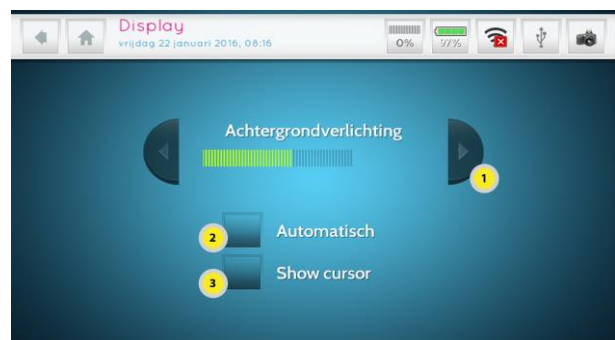 Display
vrijdag 22 januari 2016, 08:16
0%
97%
Achtergrondverlichting
1
2
Automatisch
3
Show cursor